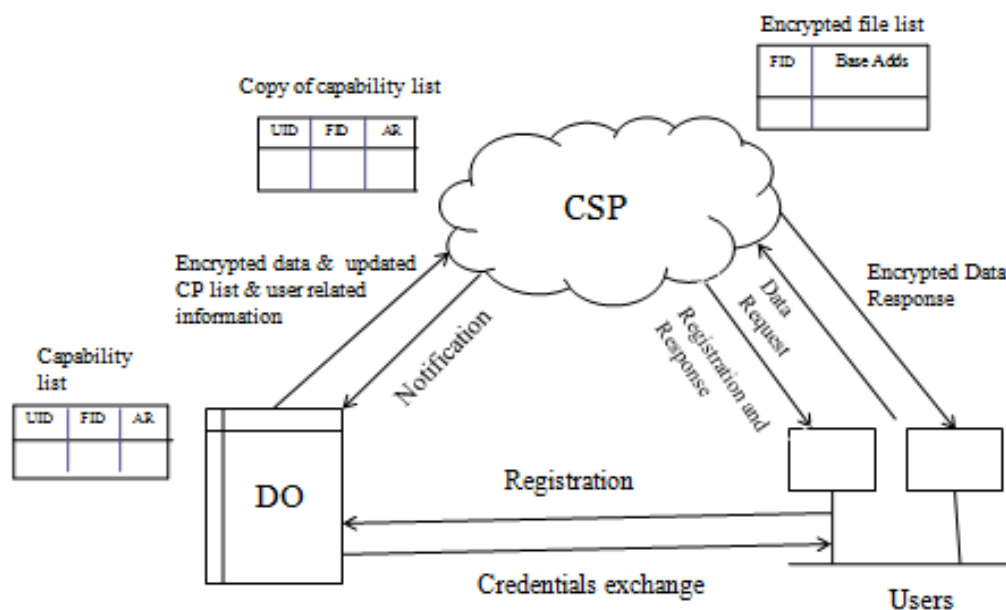 Encrypted file list
FID
Base Adds
Copy of capability list
UID
FID
AR
CSP
Encrypted data & updated
CP list & user related
information
Encrypted Data
Response
Data
Request
Registration and
Response
Notification
Capability
list
UID
FID
AR
DO
Registration
Credentials exchange
Users